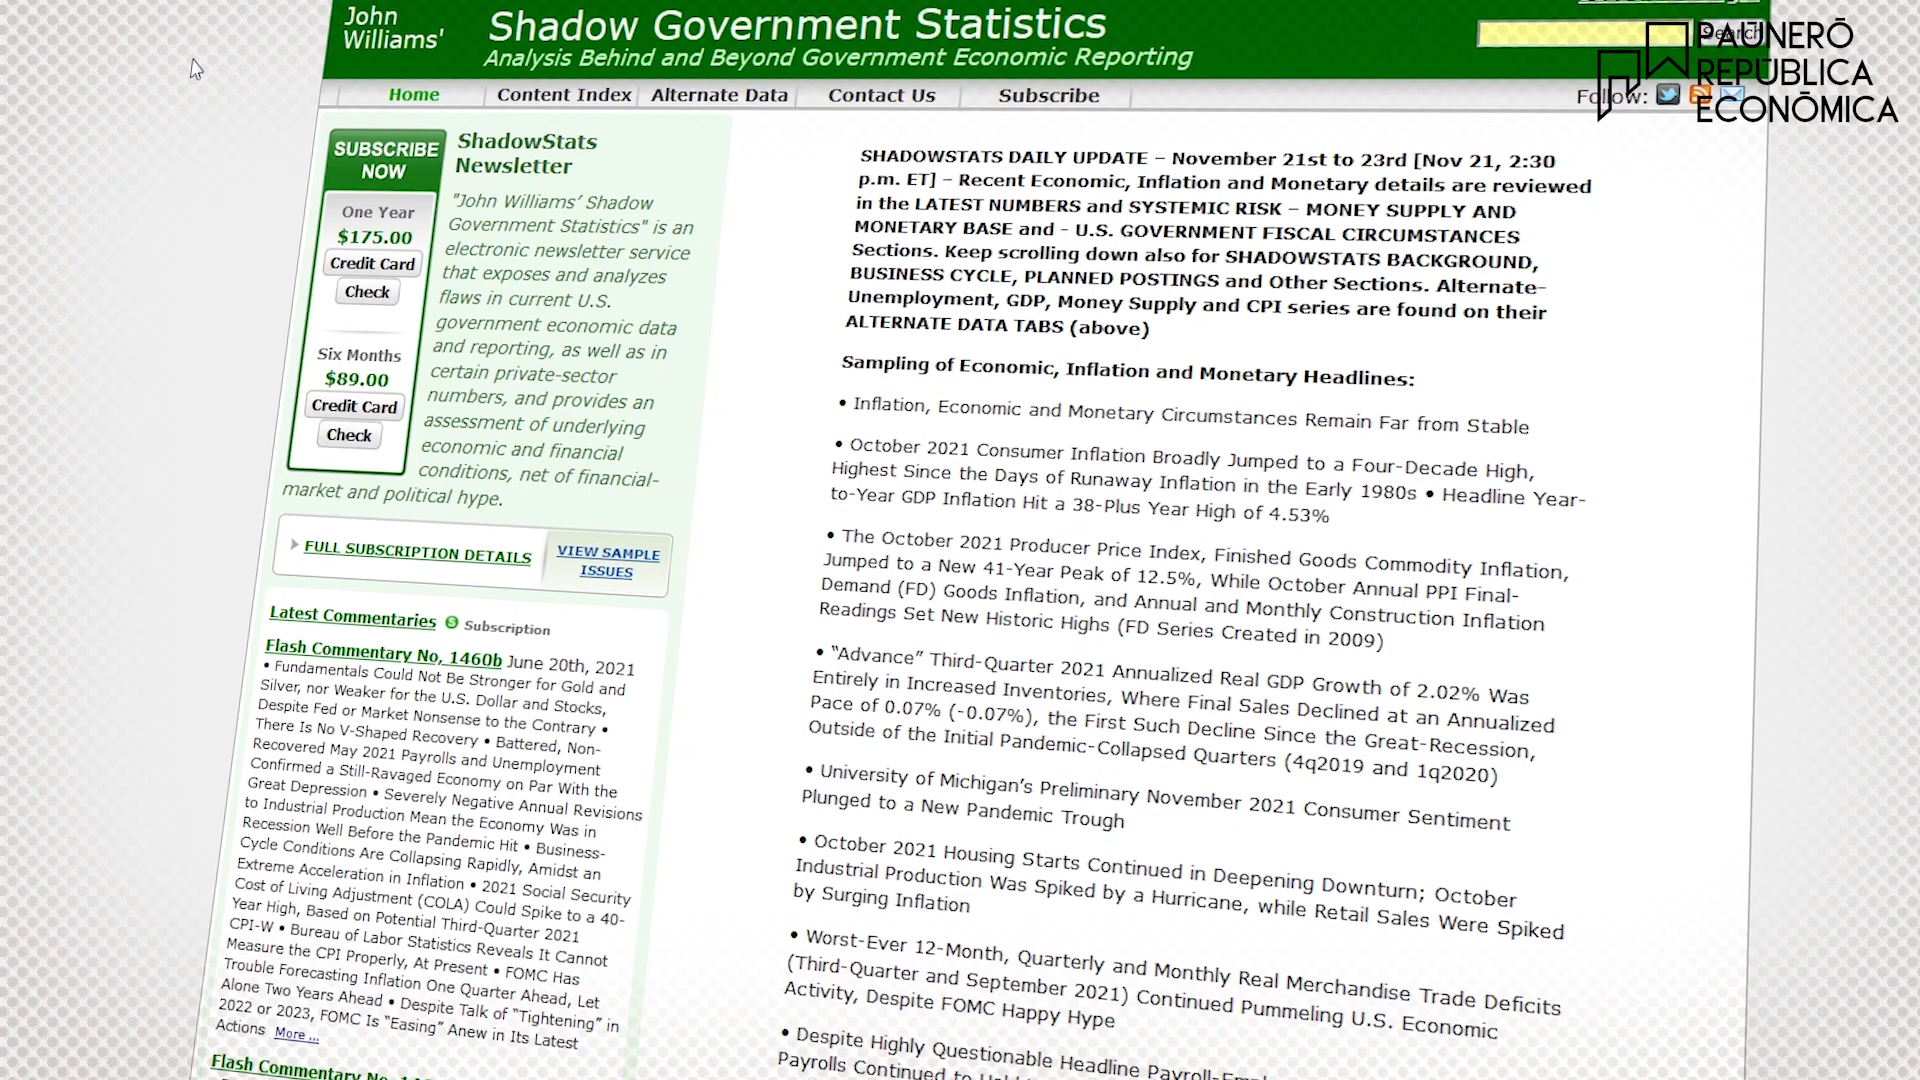 John
Williams'
Shadow Government Statistics
Analysis Behind and Beyond Government Economic Reporting
Search
PAŪNERŌ
REPŪBLICA
ECONŌMICA
Home
Content Index
Alternate Data
Contact Us
Subscribe
Follow:
SUBSCRIBE
NOW
One Year
$175.00
Credit Card
Check
Six Months
$89.00
Credit Card
Check
ShadowStats
Newsletter
"John Williams’ Shadow
Government Statistics" is an
electronic newsletter service
that exposes and analyzes
flaws in current U.S.
government economic data
and reporting, as well as in
certain private-sector
numbers, and provides an
assessment of underlying
economic and financial
conditions, net of financial-
market and political hype.
FULL SUBSCRIPTION DETAILS
VIEW SAMPLE
ISSUES
Latest Commentaries S Subscription
Flash Commentary No, 1460b June 20th, 2021
• Fundamentals Could Not Be Stronger for Gold and
Silver, nor Weaker for the U.S. Dollar and Stocks,
Despite Fed or Market Nonsense to the Contrary •
There Is No V-Shaped Recovery • Battered, Non-
Recovered May 2021 Payrolls and Unemployment
Confirmed a Still-Ravaged Economy on Par With the
Great Depression • Severely Negative Annual Revisions
to Industrial Production Mean the Economy Was in
Recession Well Before the Pandemic Hit • Business-
Cycle Conditions Are Collapsing Rapidly, Amidst an
Extreme Acceleration in Inflation • 2021 Social Security
Cost of Living Adjustment (COLA) Could Spike to a 40-
Year High, Based on Potential Third-Quarter 2021
CPI-W • Bureau of Labor Statistics Reveals It Cannot
Measure the CPI Properly, At Present • FOMC Has
Trouble Forecasting Inflation One Quarter Ahead, Let
Alone Two Years Ahead • Despite Talk of “Tightening” in
2022 or 2023, FOMC Is “Easing” Anew in Its Latest
Actions More ...
Flash Commentary No.
SHADOWSTATS DAILY UPDATE – November 21st to 23rd [Nov 21, 2:30
p.m. ET] – Recent Economic, Inflation and Monetary details are reviewed
in the LATEST NUMBERS and SYSTEMIC RISK – MONEY SUPPLY AND
MONETARY BASE and - U.S. GOVERNMENT FISCAL CIRCUMSTANCES
Sections. Keep scrolling down also for SHADOWSTATS BACKGROUND,
BUSINESS CYCLE, PLANNED POSTINGS and Other Sections. Alternate-
Unemployment, GDP, Money Supply and CPI series are found on their
ALTERNATE DATA TABS (above)
Sampling of Economic, Inflation and Monetary Headlines:
• Inflation, Economic and Monetary Circumstances Remain Far from Stable
• October 2021 Consumer Inflation Broadly Jumped to a Four-Decade High,
Highest Since the Days of Runaway Inflation in the Early 1980s • Headline Year-
to-Year GDP Inflation Hit a 38-Plus Year High of 4.53%
• The October 2021 Producer Price Index, Finished Goods Commodity Inflation,
Jumped to a New 41-Year Peak of 12.5%, While October Annual PPI Final-
Demand (FD) Goods Inflation, and Annual and Monthly Construction Inflation
Readings Set New Historic Highs (FD Series Created in 2009)
• “Advance” Third-Quarter 2021 Annualized Real GDP Growth of 2.02% Was
Entirely in Increased Inventories, Where Final Sales Declined at an Annualized
Pace of 0.07% (-0.07%), the First Such Decline Since the Great-Recession,
Outside of the Initial Pandemic-Collapsed Quarters (4q2019 and 1q2020)
• University of Michigan’s Preliminary November 2021 Consumer Sentiment
Plunged to a New Pandemic Trough
• October 2021 Housing Starts Continued in Deepening Downturn; October
Industrial Production Was Spiked by a Hurricane, while Retail Sales Were Spiked
by Surging Inflation
• Worst-Ever 12-Month, Quarterly and Monthly Real Merchandise Trade Deficits
(Third-Quarter and September 2021) Continued Pummeling U.S. Economic
Activity, Despite FOMC Happy Hype
• Despite Highly Questionable Headline
Payrolls Continued to